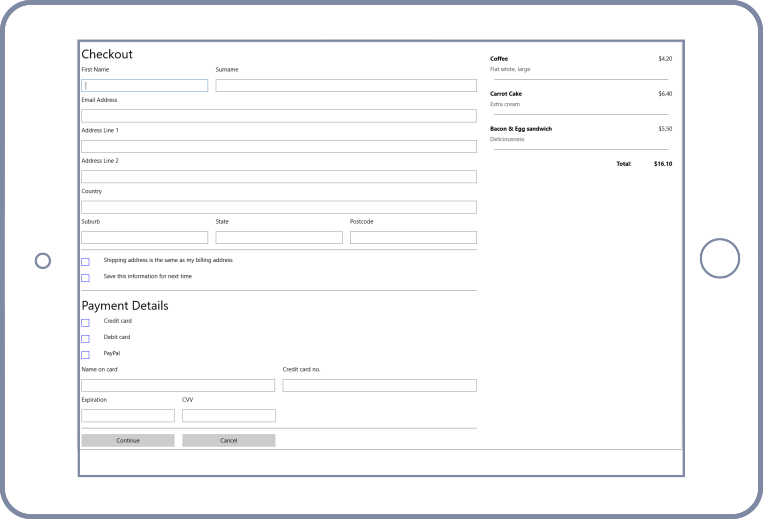 Checkout
First Name Surname
Email Address
Address Line 1
Address Line 2
Country
Suburb State Postcode
Shipping address is the same as my billing address
Save this information for next time
Payment Details
Credit card
Debit card
PayPal
Name on card Credit card no.
Expiration CVV
Continue Cancel
Coffee $4.20
Flat white, large
Carrot Cake $6.40
Extra cream
Bacon & Egg sandwich $5.50
Deliciousness
Total: $16.10